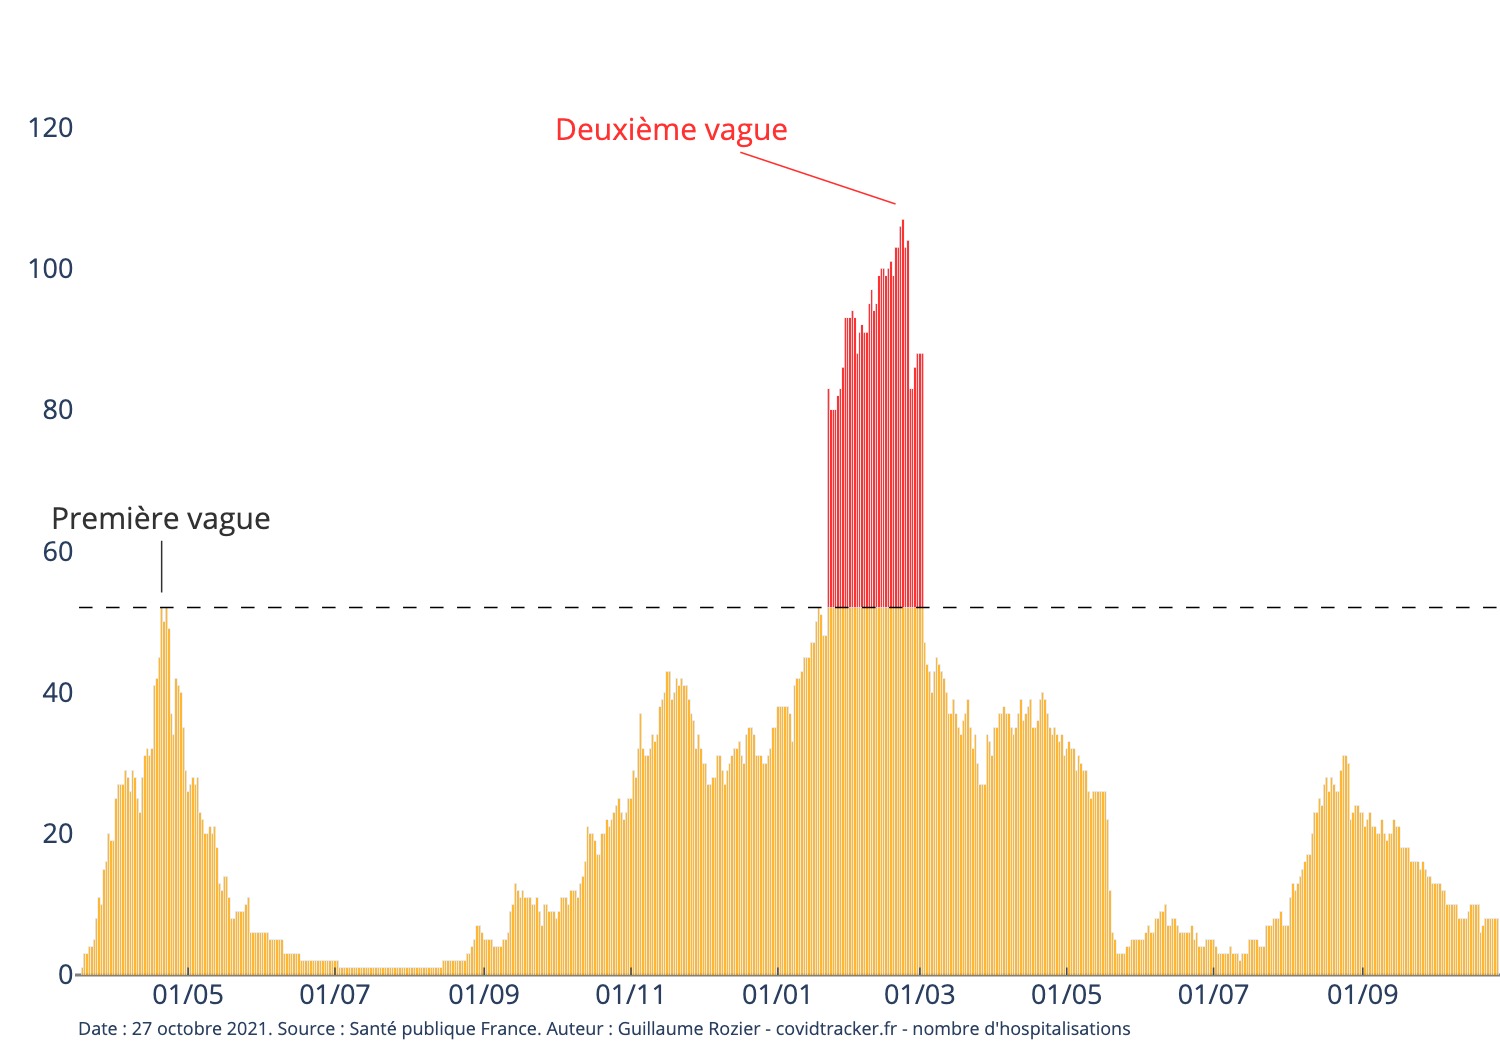 120
Deuxième vague
100
80
Première vague
60
40
20
0
01/05 01/07 01/09 01/11 01/01 01/03 01/05 01/07 01/09
Date : 27 octobre 2021. Source : Santé publique France. Auteur : Guillaume Rozier - covidtracker.fr - nombre d'hospitalisations